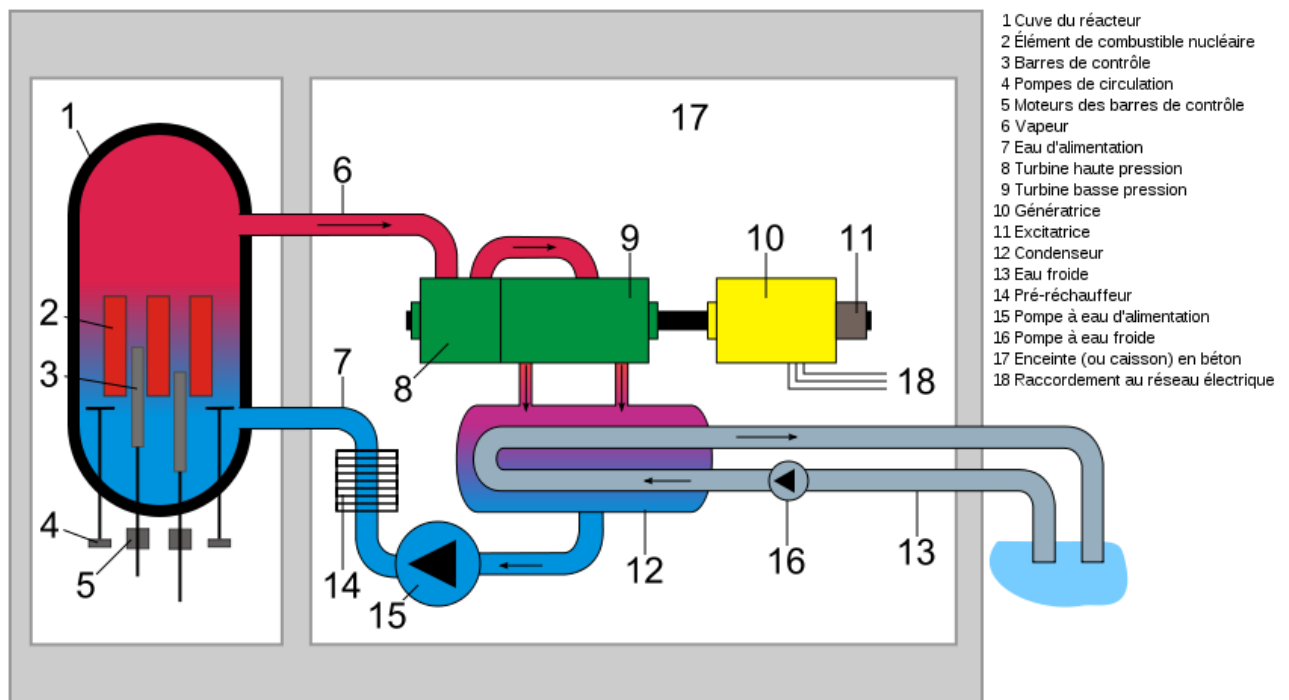 1 Cuve du réacteur
2 Élément de combustible nucléaire
3 Barres de contrôle
4 Pompes de circulation
5 Moteurs des barres de contrôle
6 Vapeur
7 Eau d'alimentation
8 Turbine haute pression
9 Turbine basse pression
10 Génératrice
11 Excitatrice
12 Condenseur
13 Eau froide
14 Pré-réchauffeur
15 Pompe à eau d'alimentation
16 Pompe à eau froide
17 Enceinte (ou caisson) en béton
18 Raccordement au réseau électrique
1
17
6
9
10
11
2
3
7
8
18
4
5
14
15
12
16
13